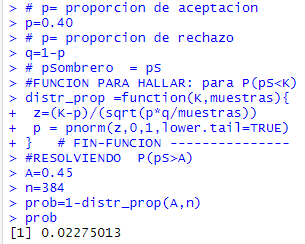 > # p= proporcion de aceptacion
> p=0.40
> # p= proporcion de rechazo
> q=1-p
> # pSombrero  = pS
> #FUNCION PARA HALLAR: para P(pS<K)
> distr_prop =function(K,muestras){
+  z=(K-p)/(sqrt(p*q/muestras))
+  p = pnorm(z,0,1,lower.tail=TRUE)
+ }   # FIN-FUNCION ---------------
> #RESOLVIENDO  P(pS>A)
> A=0.45
> n=384
> prob=1-distr_prop(A,n)
> prob
[1] 0.02275013